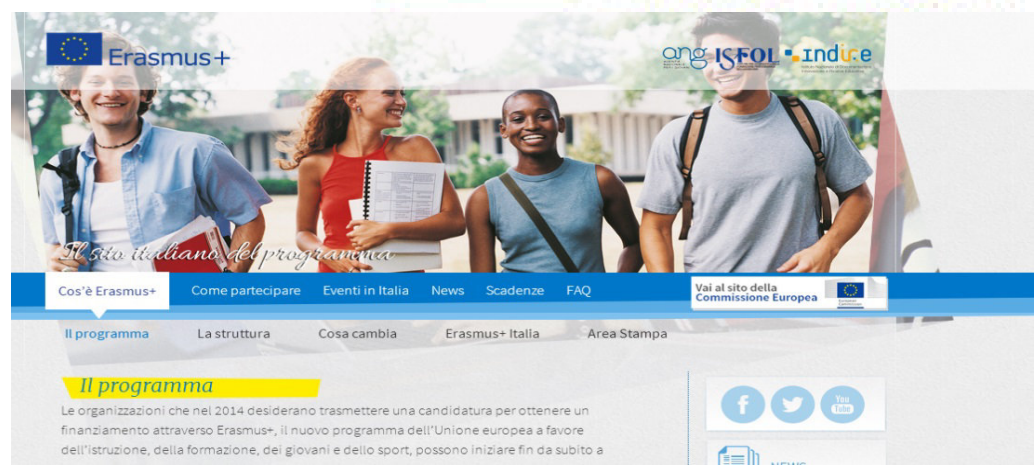 Erasmus+
ang ISFOL indire
Il sito italiano del programma
Cos'è Erasmus+ Come partecipare Eventi in Italia News Scadenze FAQ
Vai al sito della
Commissione Europea
Il programma La struttura Cosa cambia Erasmus+ Italia Area Stampa
Il programma
Le organizzazioni che nel 2014 desiderano trasmettere una candidatura per ottenere un
finanziamento attraverso Erasmus+, il nuovo programma dell'Unione europea a favore
dell'istruzione, della formazione, dei giovani e dello sport, possono iniziare fin da subito a
f You Tube
NEWS